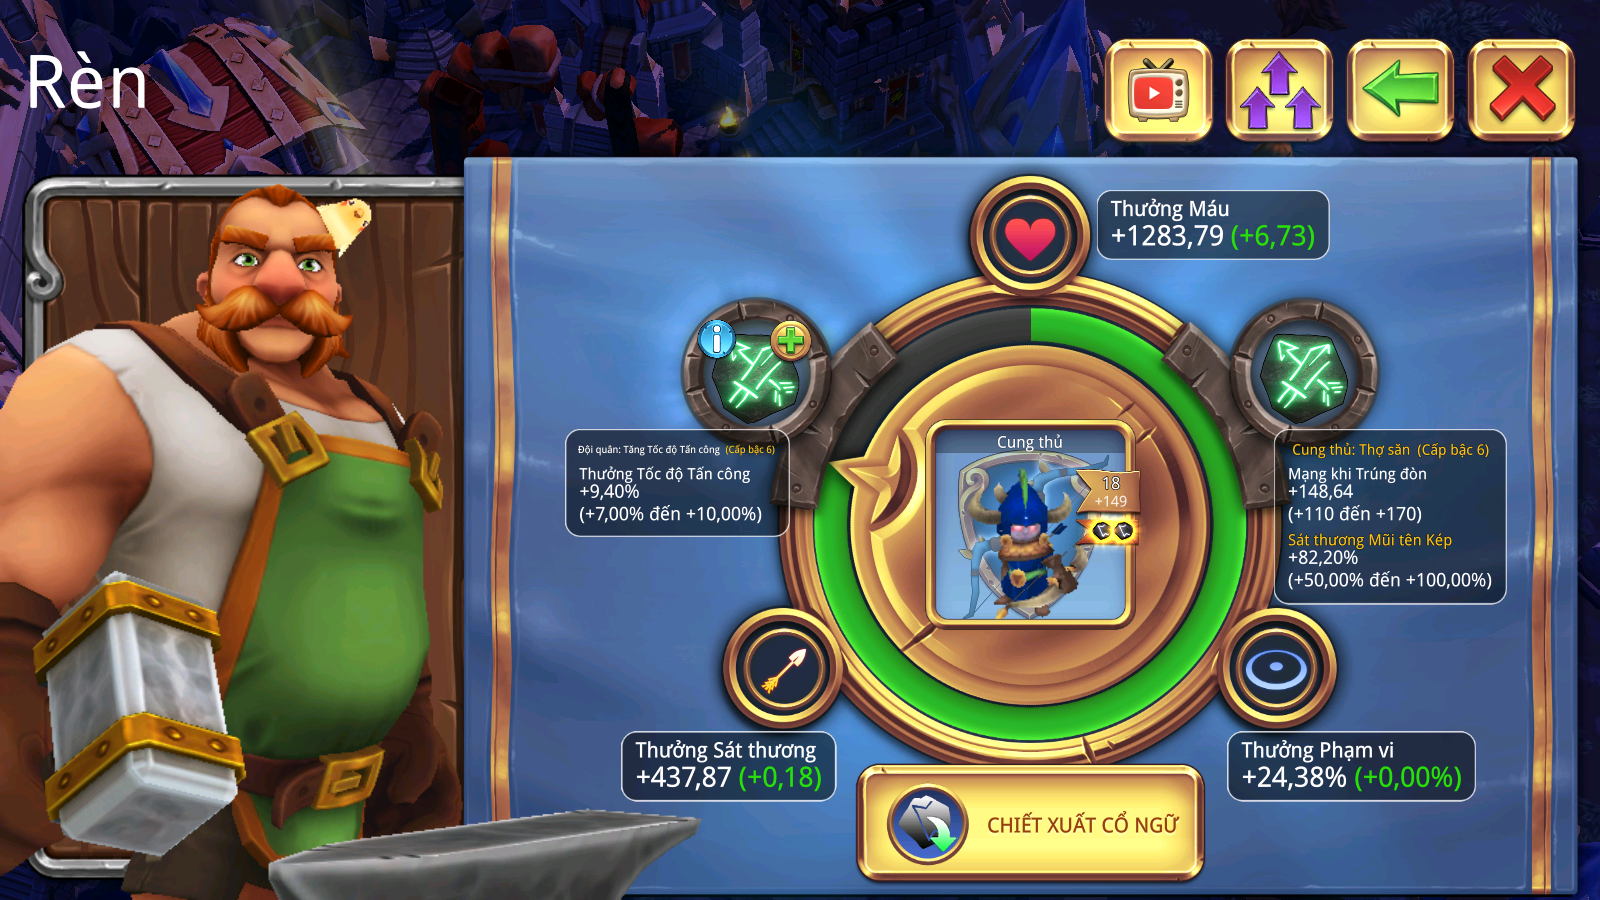 Rèn
Thưởng Máu
+1283,79 (+6,73)
Đội quân: Tăng Tốc độ Tấn công (Cấp bậc 6)
Thưởng Tốc độ Tấn công
+9,40%
(+7,00% đến +10,00%)
Cung thủ
18
+149
Cung thủ: Thợ săn (Cấp bậc 6)
Mạng khi Trúng đòn
+148,64
(+110 đến +170)
Sát thương Mũi tên Kép
+82,20%
(+50,00% đến +100,00%)
Thưởng Sát thương
+437,87 (+0,18)
Thưởng Phạm vi
+24,38% (+0,00%)
CHIẾT XUẤT CỔ NGỮ